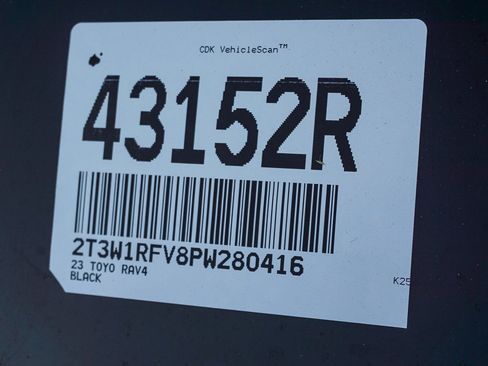 CDK VehicleScan™
43152R
2T3W1RFV8PW280416
23 TOYO RAV4
BLACK
K25